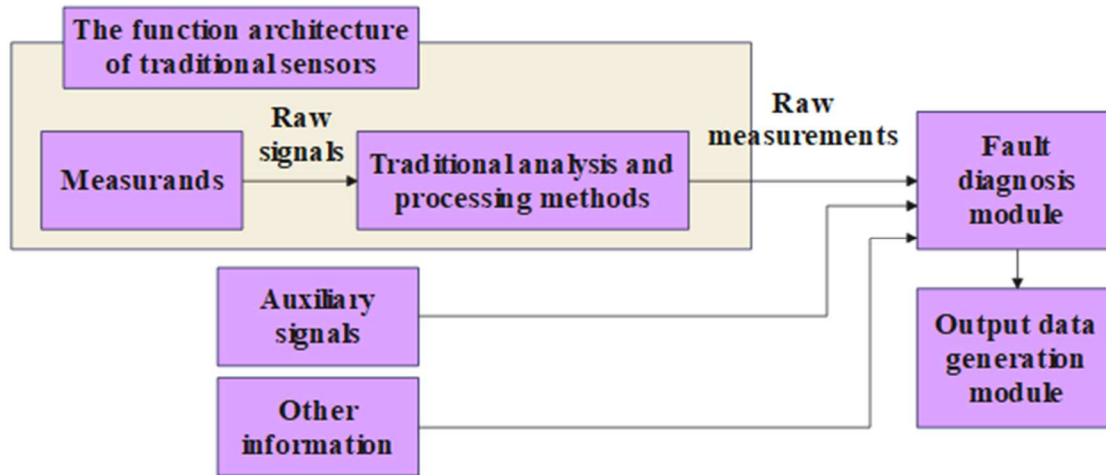 The function architecture
of traditional sensors
Raw
signals
Raw
measurements
Measurands
Traditional analysis and
processing methods
Fault
diagnosis
module
Auxiliary
signals
Output data
generation
module
Other
information